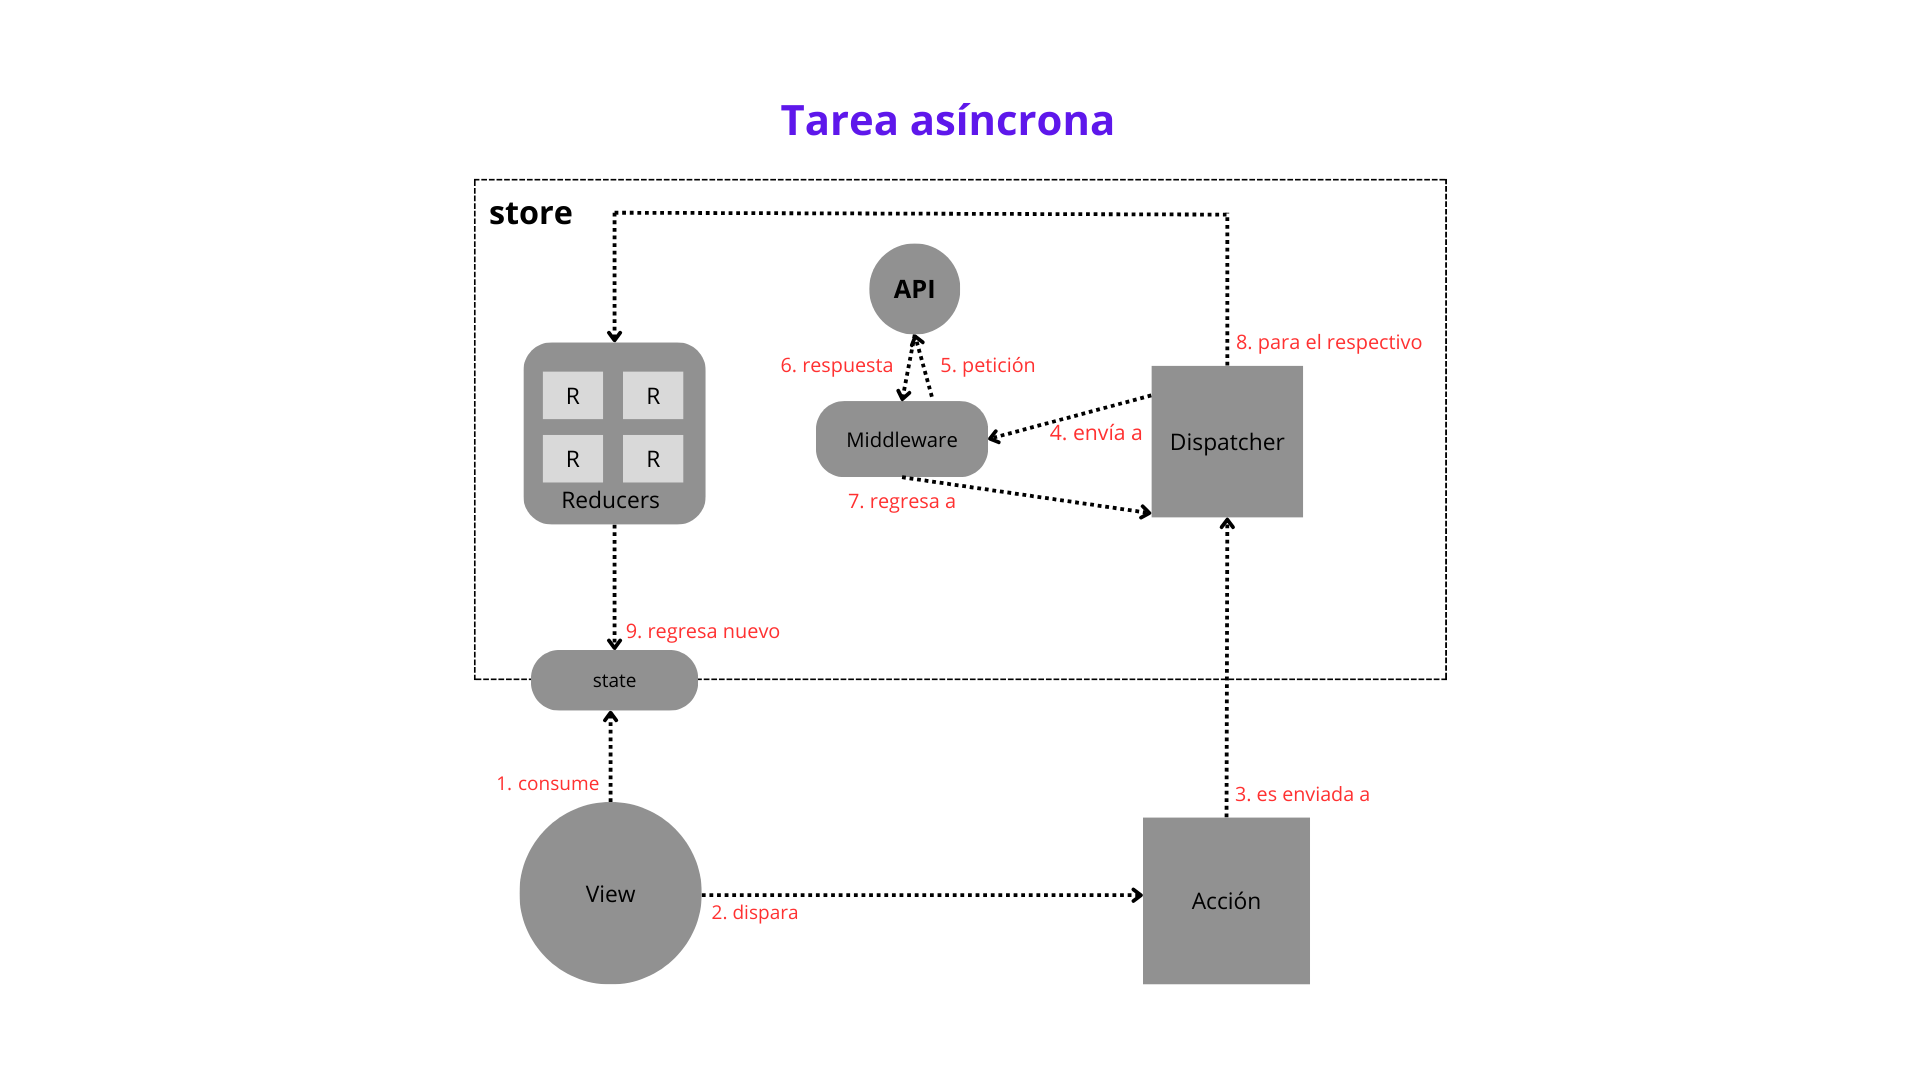 Tarea asíncrona
store
API
8. para el respectivo
6. respuesta
5. petición
R
R
4. envía a
Middleware
Dispatcher
R
R
Reducers
7. regresa a
9. regresa nuevo
state
1. consume
3. es enviada a
View
Acción
2. dispara